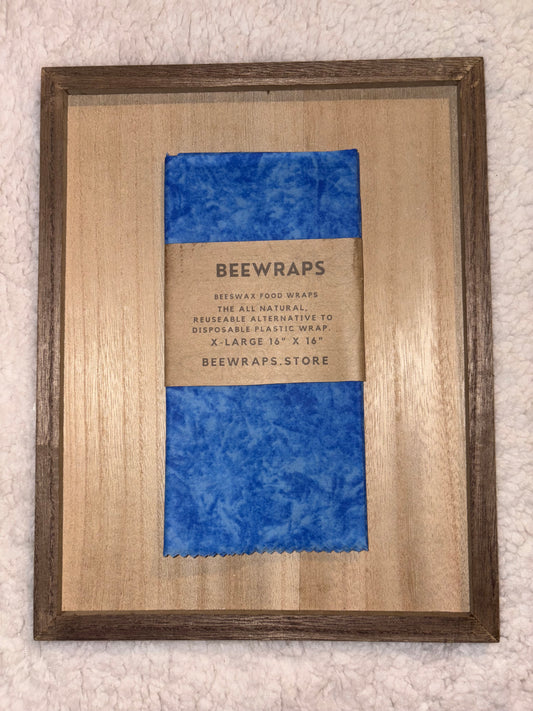 BEEWRAPS
BEESWAX FOOD WRAPS
THE ALL NATURAL,
REUSEABLE ALTERNATIVE TO
DISPOSABLE PLASTIC WRAP.
X-LARGE 16" X 16"
BEEWRAPS.STORE